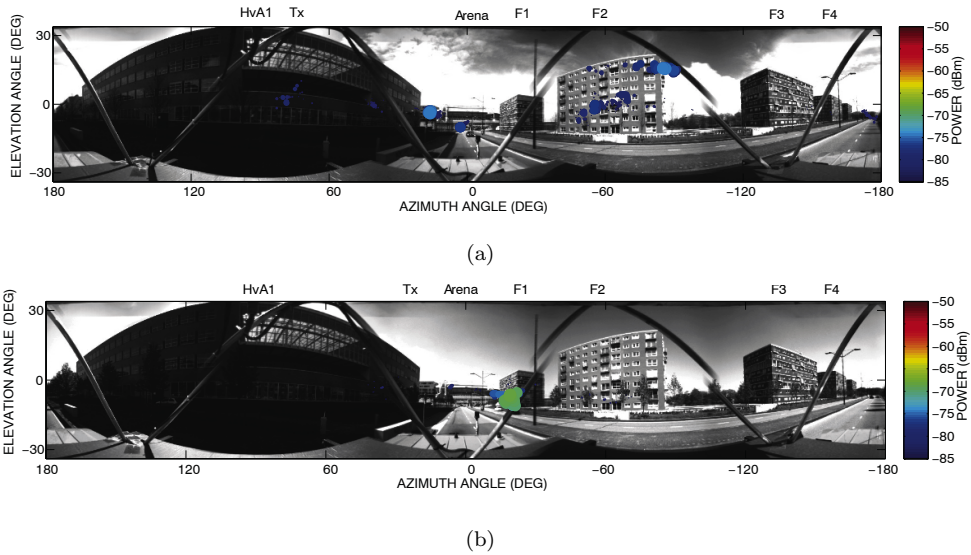 HvA1 Tx Arena F1 F2 F3 F4
ELEVATION ANGLE (DEG)
30
0
−30
180 120 60 0 −60 −120 −180
AZIMUTH ANGLE (DEG)
−50
−55
−60
−65
−70
−75
−80
−85
POWER (dBm)
(a)
HvA1 Tx Arena F1 F2 F3 F4
ELEVATION ANGLE (DEG)
30
0
−30
180 120 60 0 −60 −120 −180
AZIMUTH ANGLE (DEG)
−50
−55
−60
−65
−70
−75
−80
−85
POWER (dBm)
(b)